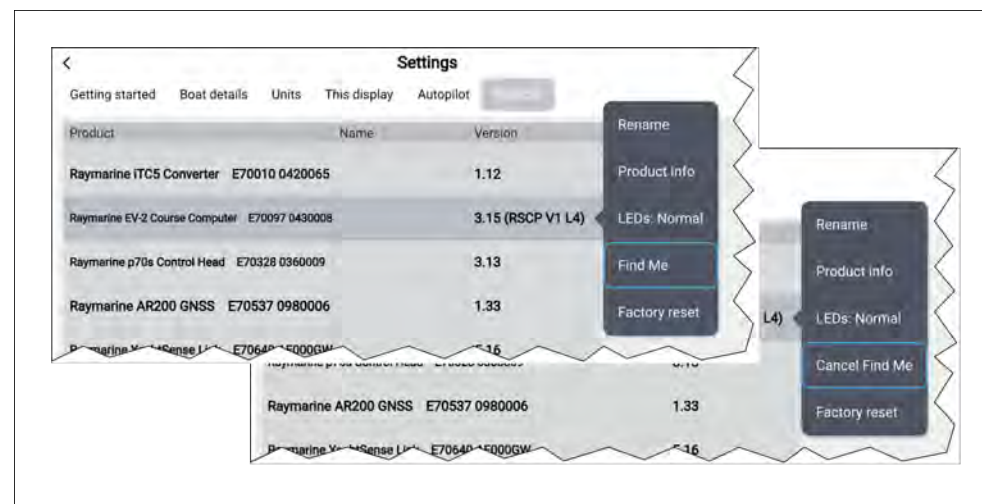 Settings
Getting started Boat details Units This display Autopilot
Product Name Version
Raymarine iTC5 Converter E70010 0420065 1.12
Raymarine EV-2 Course Computer E70097 0430008 3.15 (RSCP V1 L4)
Raymarine p70s Control Head E70328 0360009 3.13
Raymarine AR200 GNSS E70537 0980006 1.33
Rename
Product info
LEDs: Normal
Find Me
Factory reset
L4)
Raymarine AR200 GNSS E70537 0980006 1.33
Rename
Product info
LEDs: Normal
Cancel Find Me
Factory reset